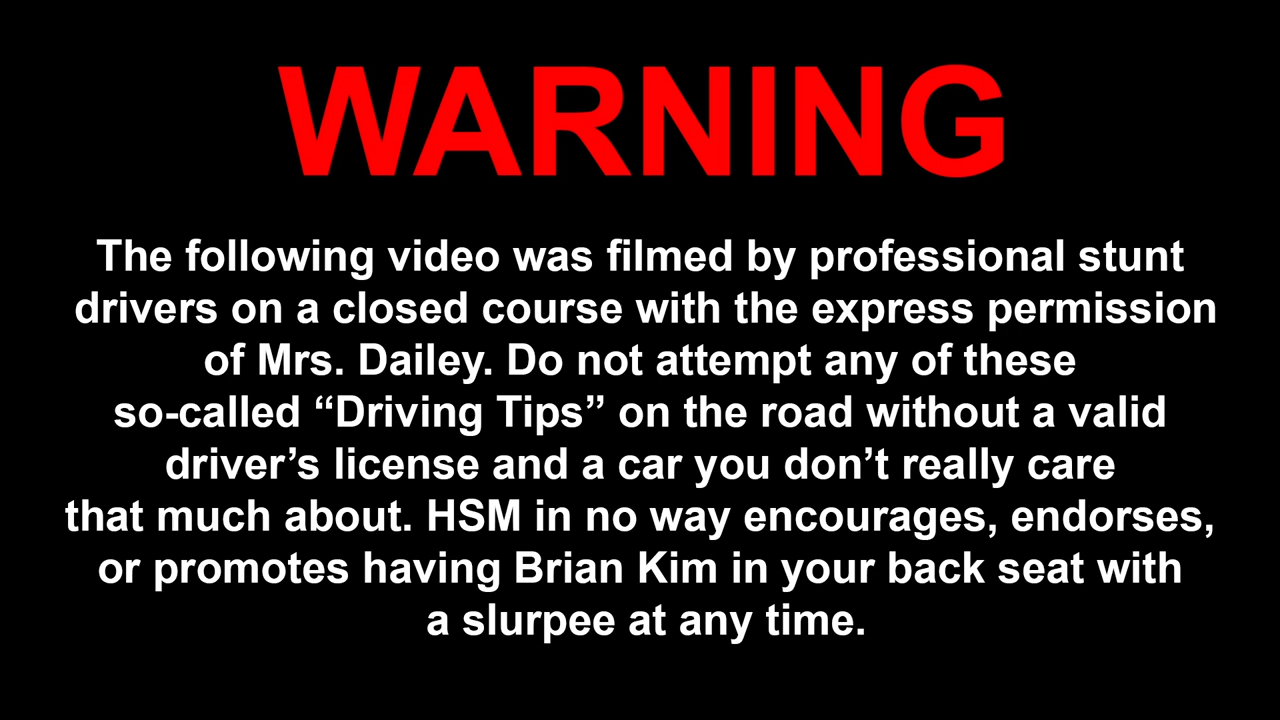 WARNING
The following video was filmed by professional stunt
drivers on a closed course with the express permission
of Mrs. Dailey. Do not attempt any of these
so-called “Driving Tips” on the road without a valid
driver’s license and a car you don’t really care
that much about. HSM in no way encourages, endorses,
or promotes having Brian Kim in your back seat with
a slurpee at any time.